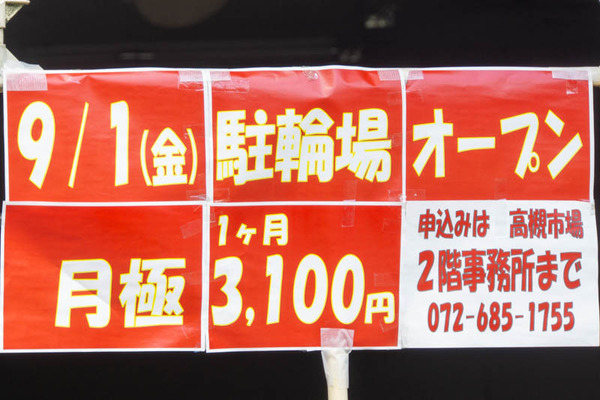 9/1(金) 駐輪場 オープン
月極
1ヶ月
3,100円
申込みは 高槻市場
2階事務所まで
072-685-1755